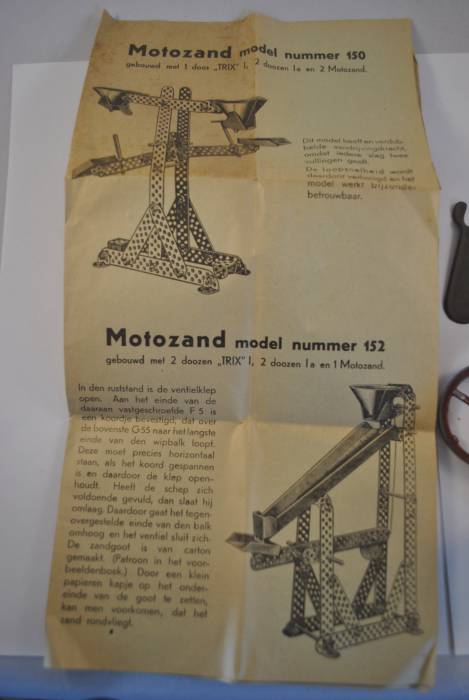 Motozand model nummer 150
gebouwd met 1 doos „TRIX" I, 2 doozen Ia en 2 Motozand.
Dit model heeft en verdub-
belde aandrijvingskracht,
omdat iedere slag twee
vullingen geeft.
De loopsnelheid wordt
daardoor verhoogd en het
model werkt bijzonder
betrouwbaar.
Motozand model nummer 152
gebouwd met 2 doozen „TRIX" I, 2 doozen Ia en 1 Motozand.
In den ruststand is de ventielklep
open. Aan het einde van de
daaraan vastgeschroefde F 5 is
een koordje bevestigd, dat over
de bovenste G 55 naar het langste
einde van den wipbalk loopt.
Deze moet precies horizontaal
staan, als het koord gespannen
is en daardoor de klep open-
houdt. Heeft de schep zich
voldoende gevuld, dan slaat hij
omlaag. Daardoor gaat het tegen-
overgestelde einde van den balk
omhoog en het ventiel sluit zich.
De zandgoot is van carton
gemaakt. (Patroon in het voor-
beeldenboek.) Door een klein
papieren kapje op het onder-
einde van de goot te zetten,
kan men voorkomen, dat het
zand rondvliegt.